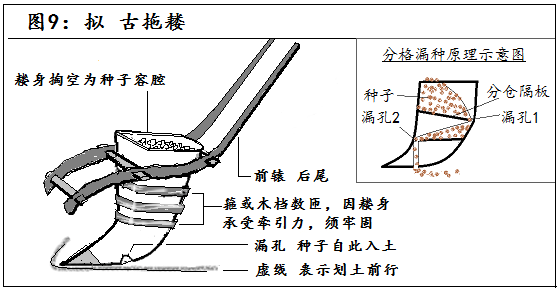 图9：拟 古拖耧
耧身掏空为种子容腔
分格漏种原理示意图
种子
分仓隔板
漏孔2
漏孔1
前辕 后尾
箍或木档数匝，因耧身
承受牵引力，须牢固
漏孔 种子自此入土
虚线 表示划土前行